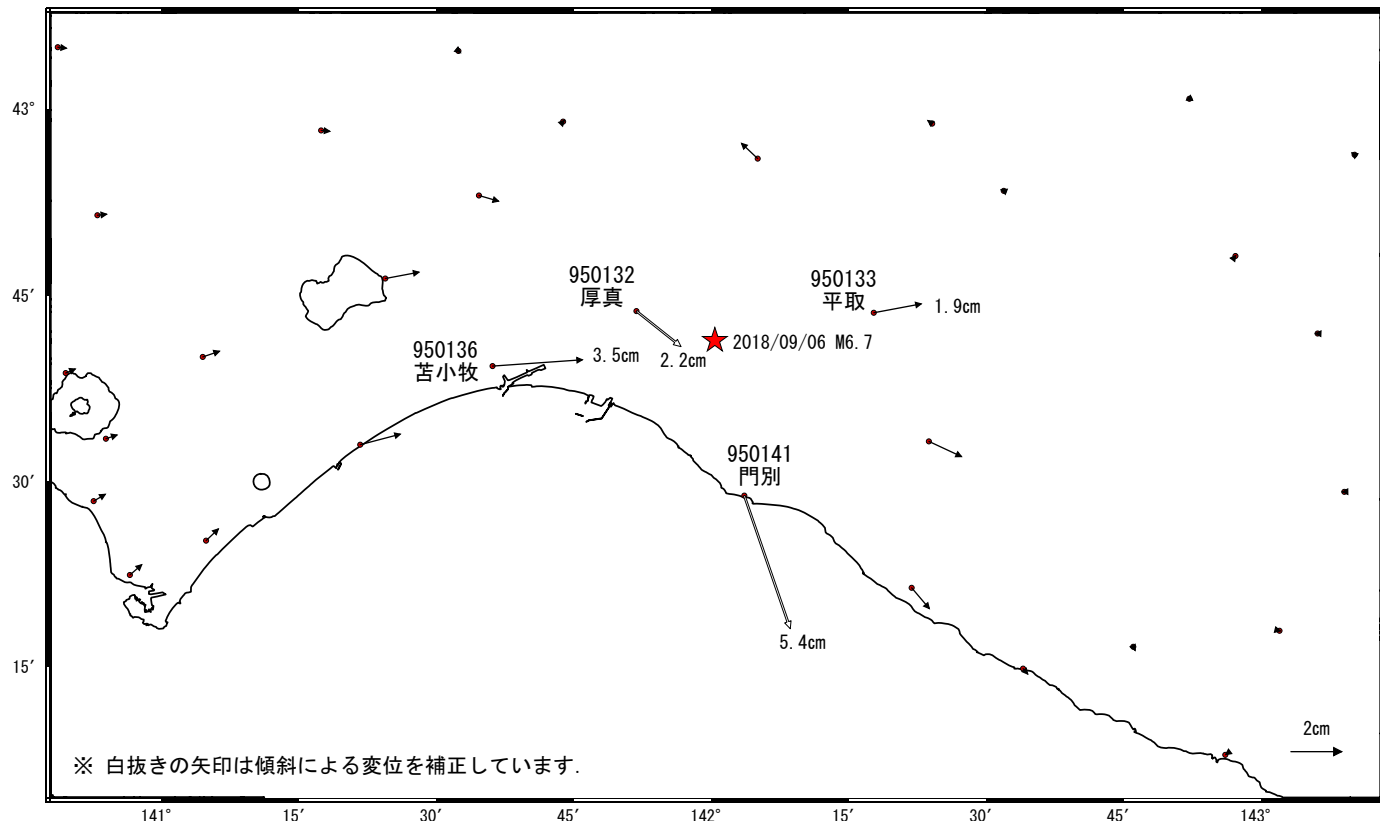 43°
45′
30′
15′
950132
厚真
950133
平取
1.9cm
2018/09/06 M6.7
2.2cm
950136
苫小牧
3.5cm
950141
門別
5.4cm
2cm
※ 白抜きの矢印は傾斜による変位を補正しています.
141°
15′
30′
45′
142°
15′
30′
45′
143°